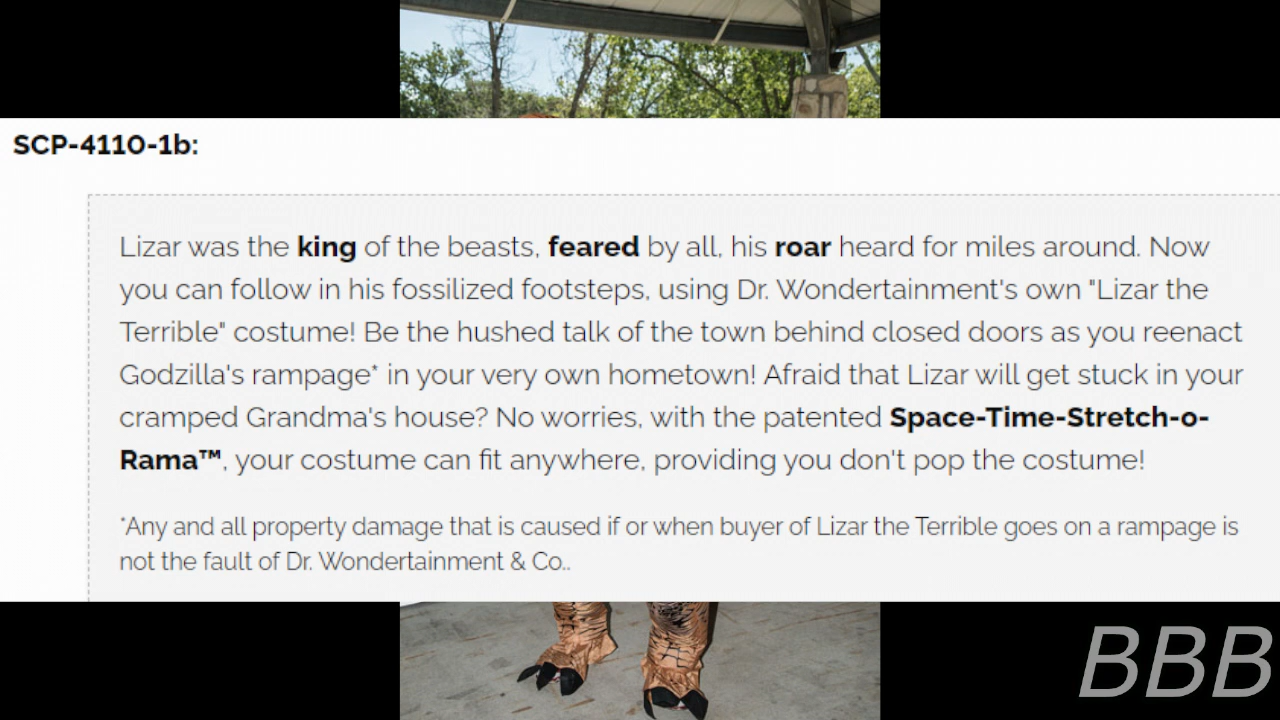 SCP-4110-1b:
Lizar was the king of the beasts, feared by all, his roar heard for miles around. Now
you can follow in his fossilized footsteps, using Dr. Wondertainment's own "Lizar the
Terrible" costume! Be the hushed talk of the town behind closed doors as you reenact
Godzilla's rampage* in your very own hometown! Afraid that Lizar will get stuck in your
cramped Grandma's house? No worries, with the patented Space-Time-Stretch-o-
Rama™, your costume can fit anywhere, providing you don't pop the costume!
*Any and all property damage that is caused if or when buyer of Lizar the Terrible goes on a rampage is
not the fault of Dr. Wondertainment & Co..
BBB